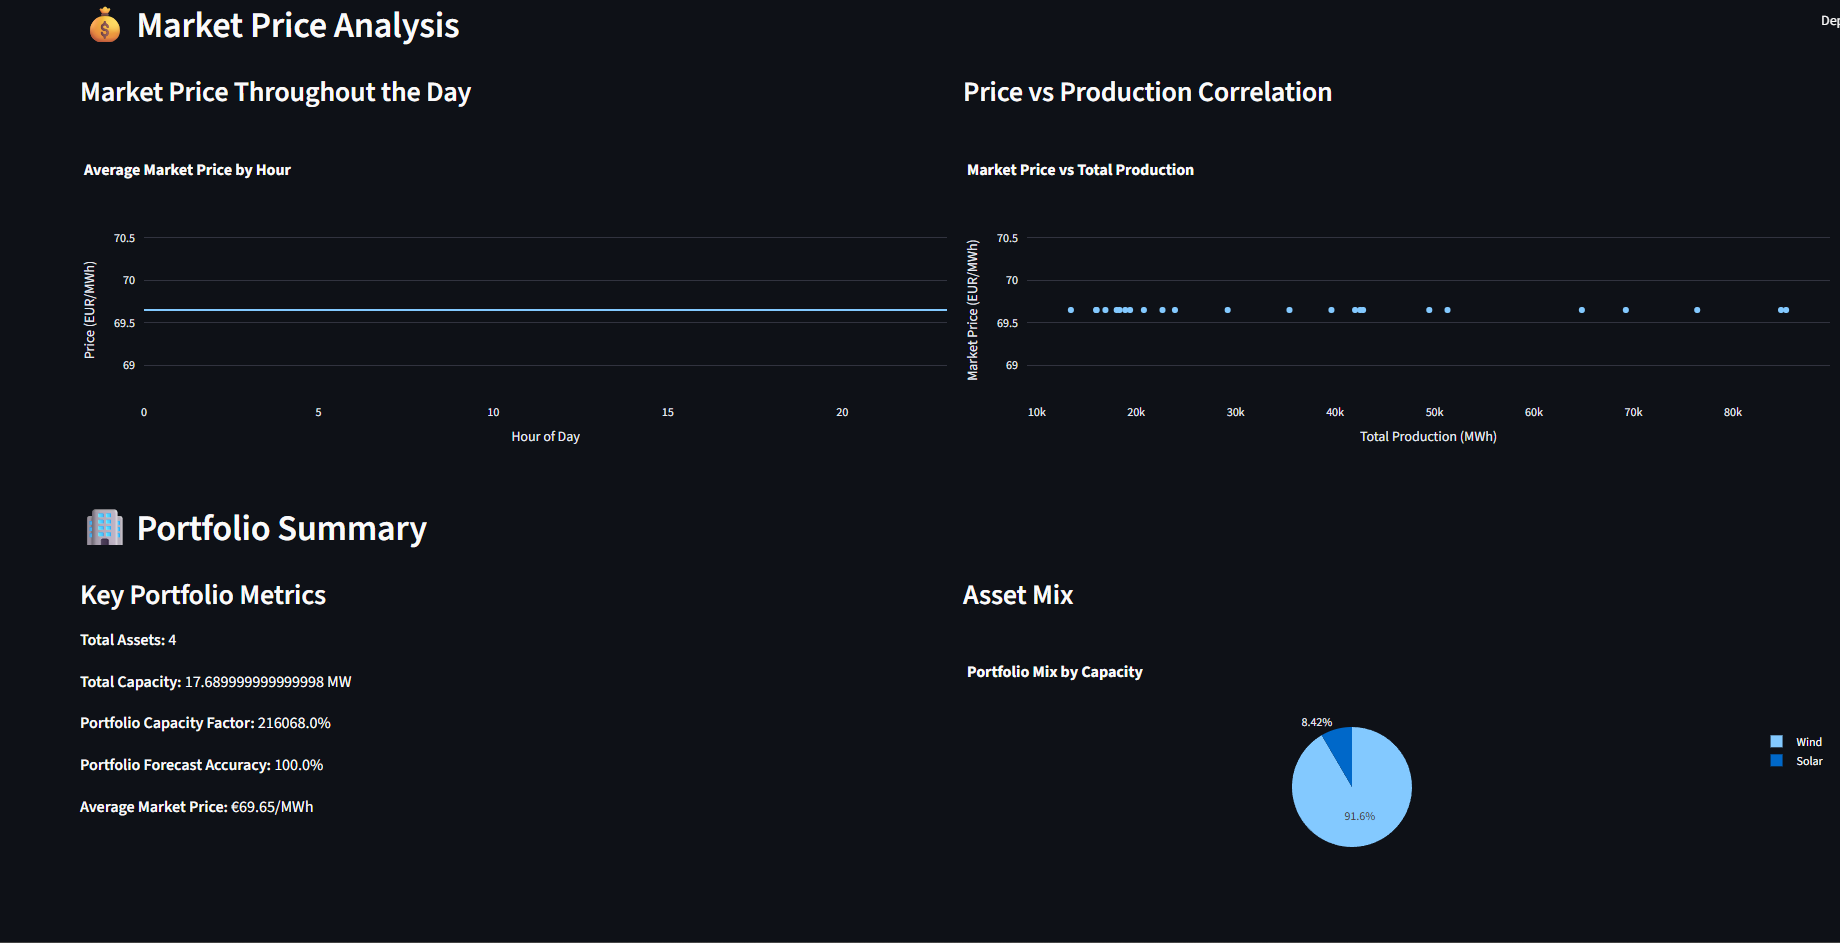 Market Price Analysis
Market Price Throughout the Day
Average Market Price by Hour
Price (EUR/MWh)
70.5
70
69.5
69
0 5 10 15 20
Hour of Day
Price vs Production Correlation
Market Price vs Total Production
Market Price (EUR/MWh)
70.5
70
69.5
69
10k 20k 30k 40k 50k 60k 70k 80k
Total Production (MWh)
Portfolio Summary
Key Portfolio Metrics
Total Assets: 4
Total Capacity: 17.689999999999998 MW
Portfolio Capacity Factor: 216068.0%
Portfolio Forecast Accuracy: 100.0%
Average Market Price: €69.65/MWh
Asset Mix
Portfolio Mix by Capacity
8.42%
91.6%
Wind
Solar